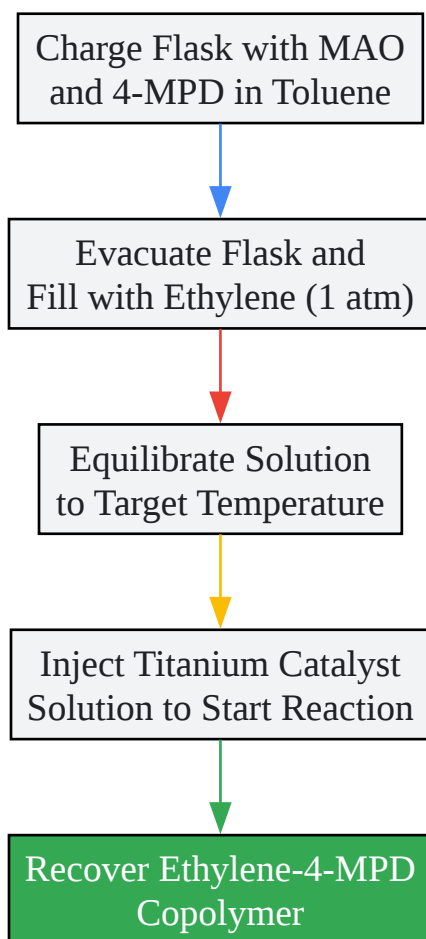 Charge Flask with MAO
and 4-MPD in Toluene
Evacuate Flask and
Fill with Ethylene (1 atm)
Equilibrate Solution
to Target Temperature
Inject Titanium Catalyst
Solution to Start Reaction
Recover Ethylene-4-MPD
Copolymer